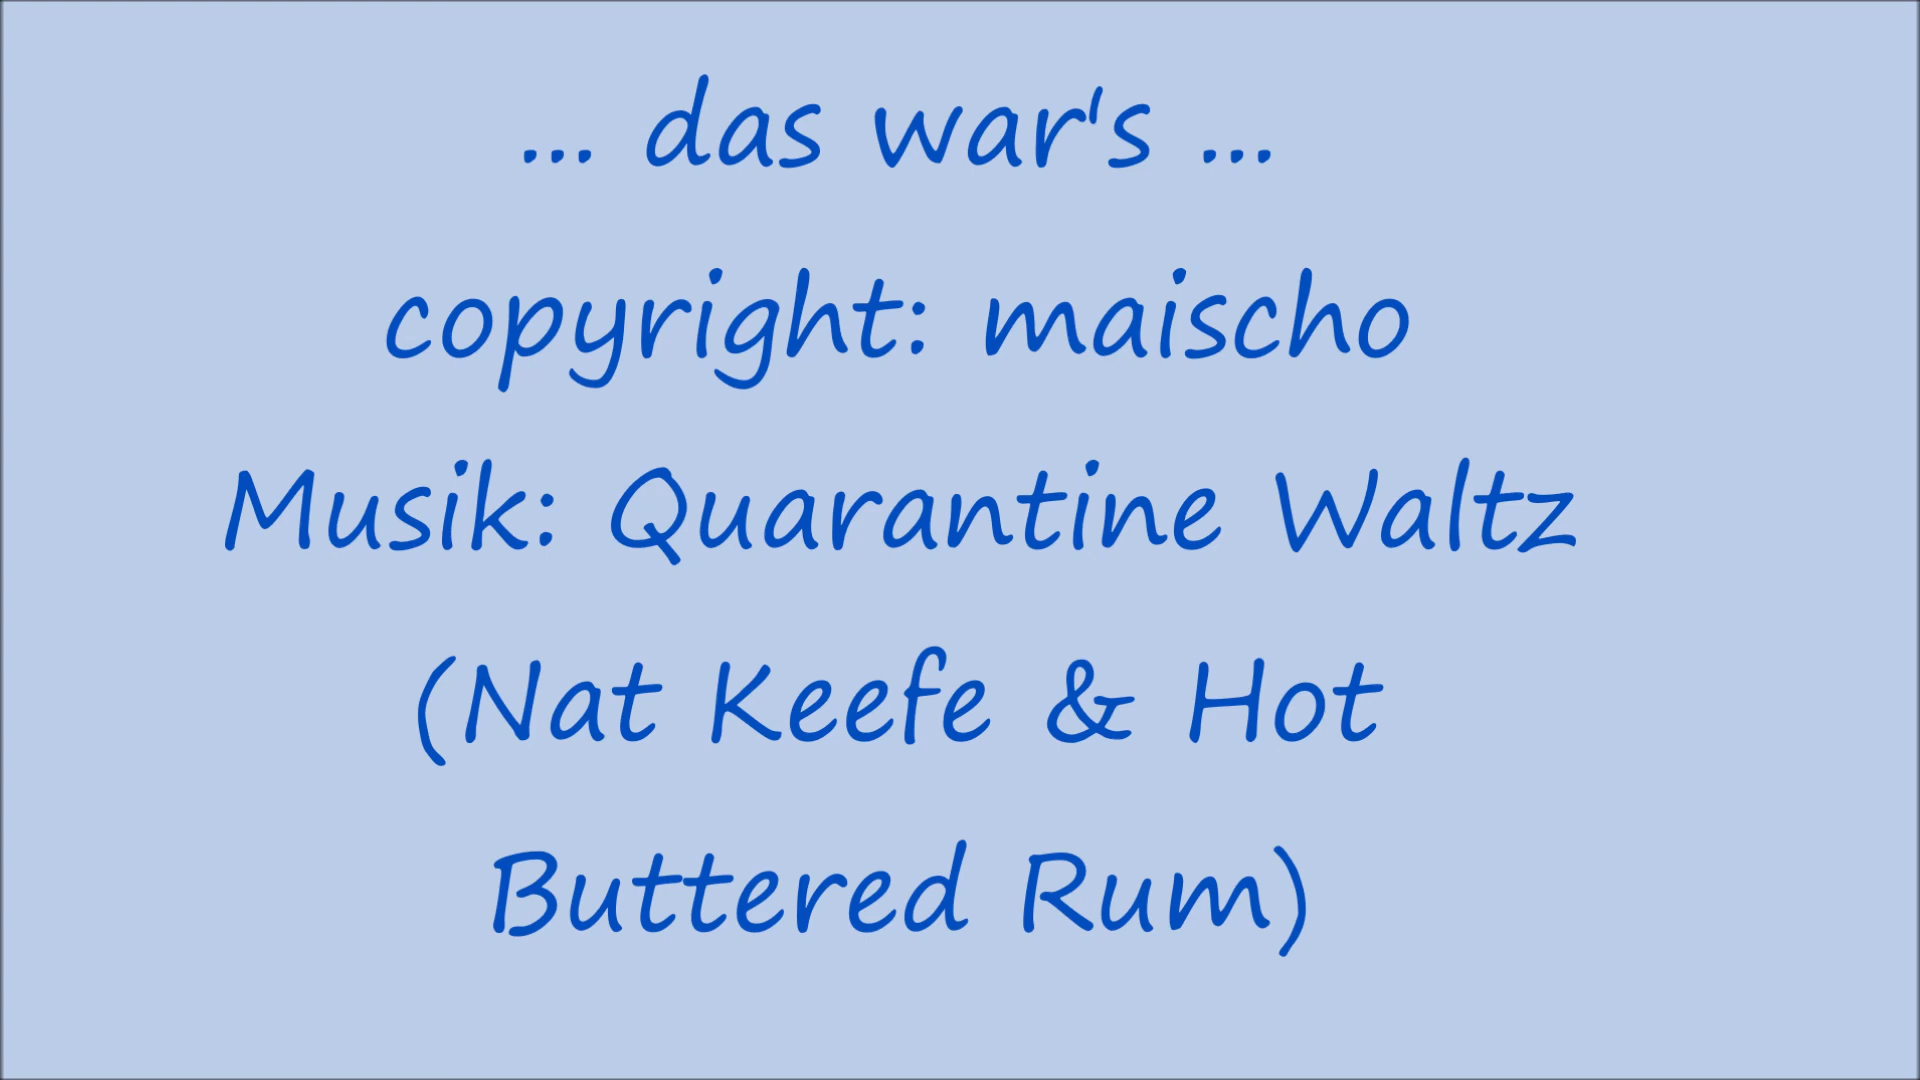 ... das war's ...
copyright: maischo
Musik: Quarantine Waltz
(Nat Keefe & Hot
Buttered Rum)